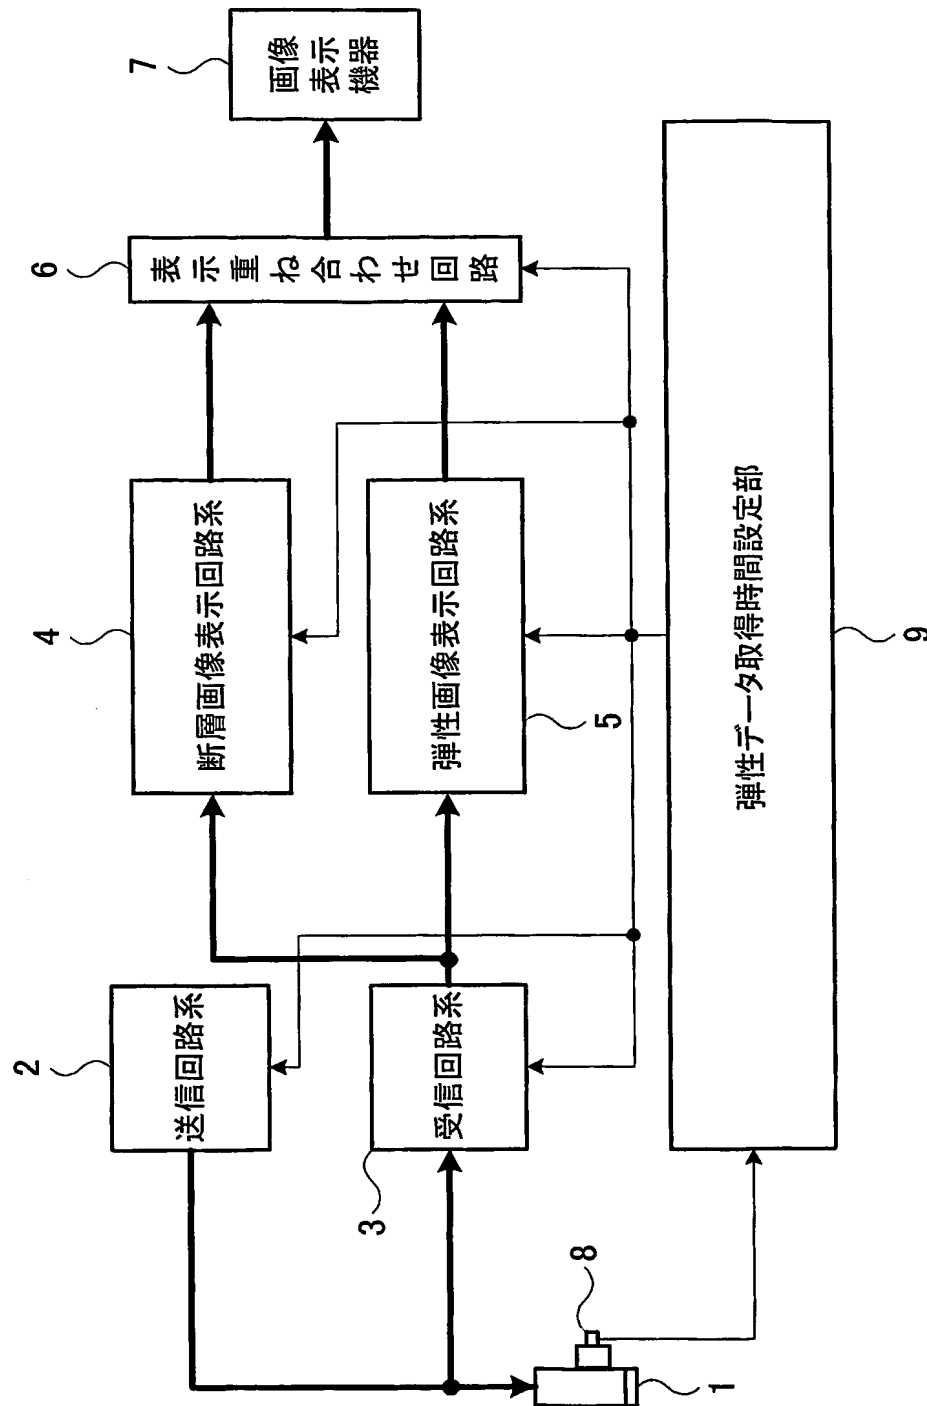 7
画像
表示
機器
6
表示重ね合わせ回路
4
断層画像表示回路系
弾性画像表示回路系
5
2
送信回路系
受信回路系
3
弾性データ取得時間設定部
9
8
1